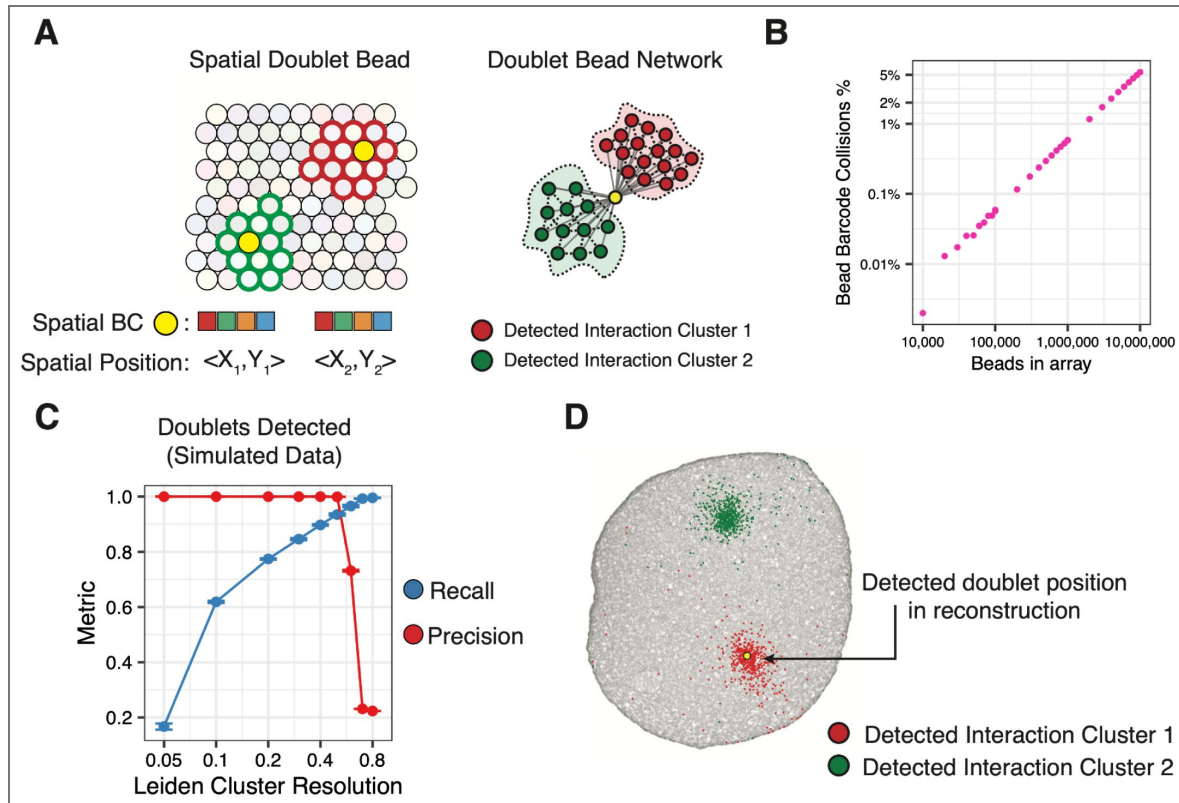 A
Spatial Doublet Bead
Doublet Bead Network
Spatial BC :
Spatial Position: <X₁,Y₁> <X₂,Y₂>
Detected Interaction Cluster 1
Detected Interaction Cluster 2
B
Bead Barcode Collisions %
5%
2%
1%
0.1%
0.01%
10,000 100,000 1,000,000 10,000,000
Beads in array
C
Doublets Detected
(Simulated Data)
Metric
1.0
0.8
0.6
0.4
0.2
0.05 0.1 0.2 0.4 0.8
Leiden Cluster Resolution
Recall
Precision
D
Detected doublet position
in reconstruction
Detected Interaction Cluster 1
Detected Interaction Cluster 2